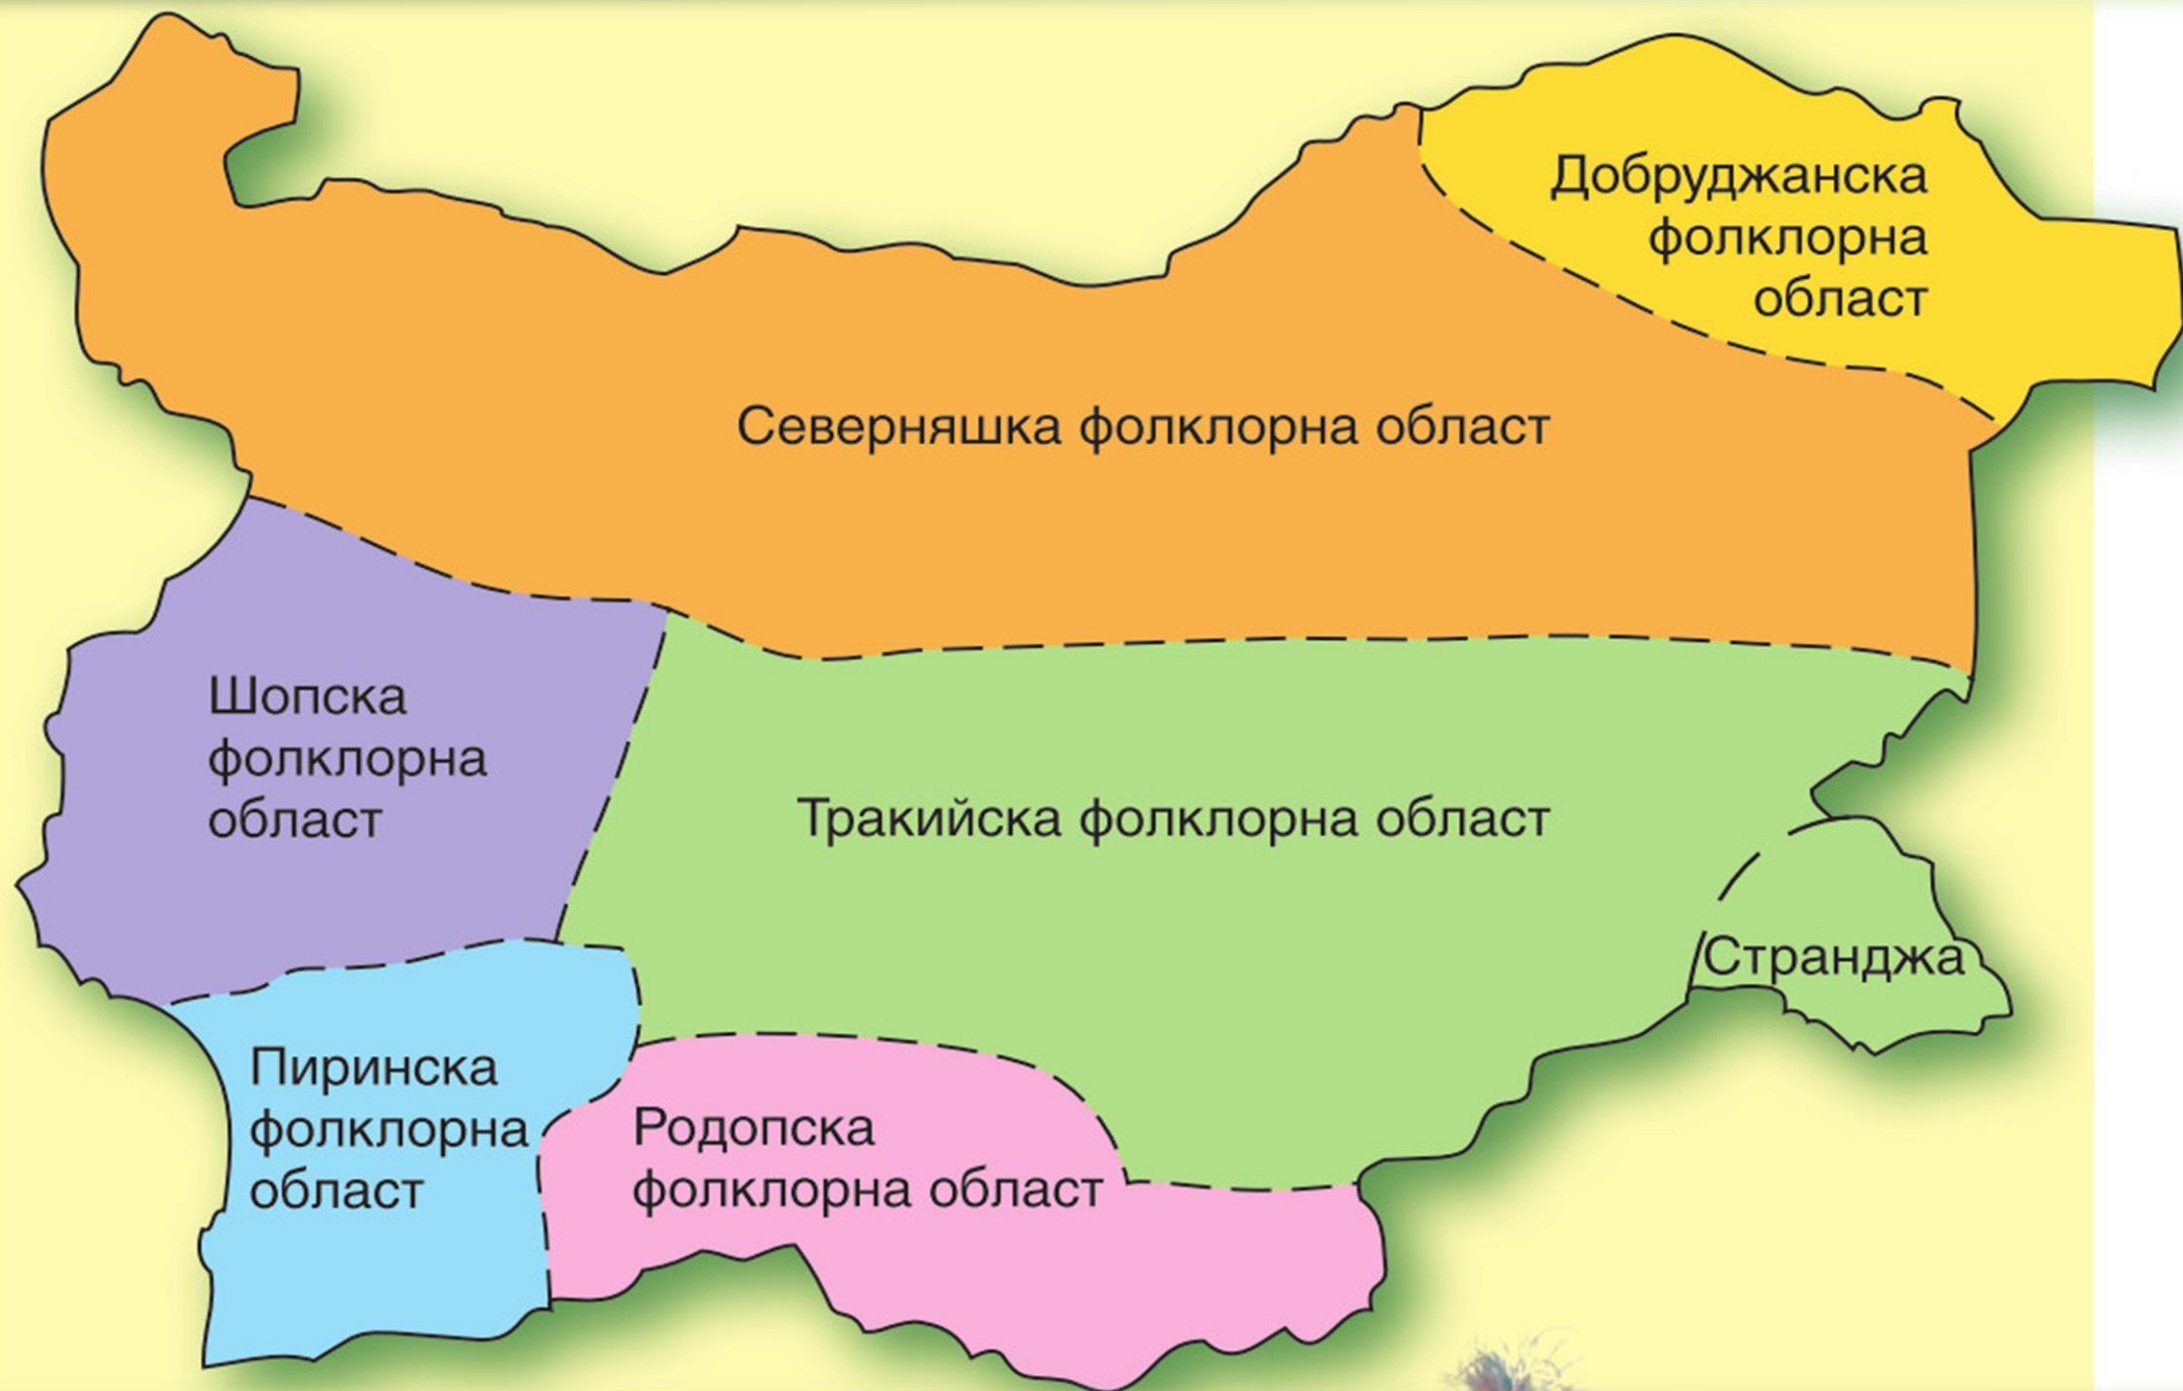 Добруджанска
фолклорна
област
Северняшка фолклорна област
Шопска
фолклорна
област
Тракийска фолклорна област
Странджа
Пиринска
фолклорна
област
Родопска
фолклорна област